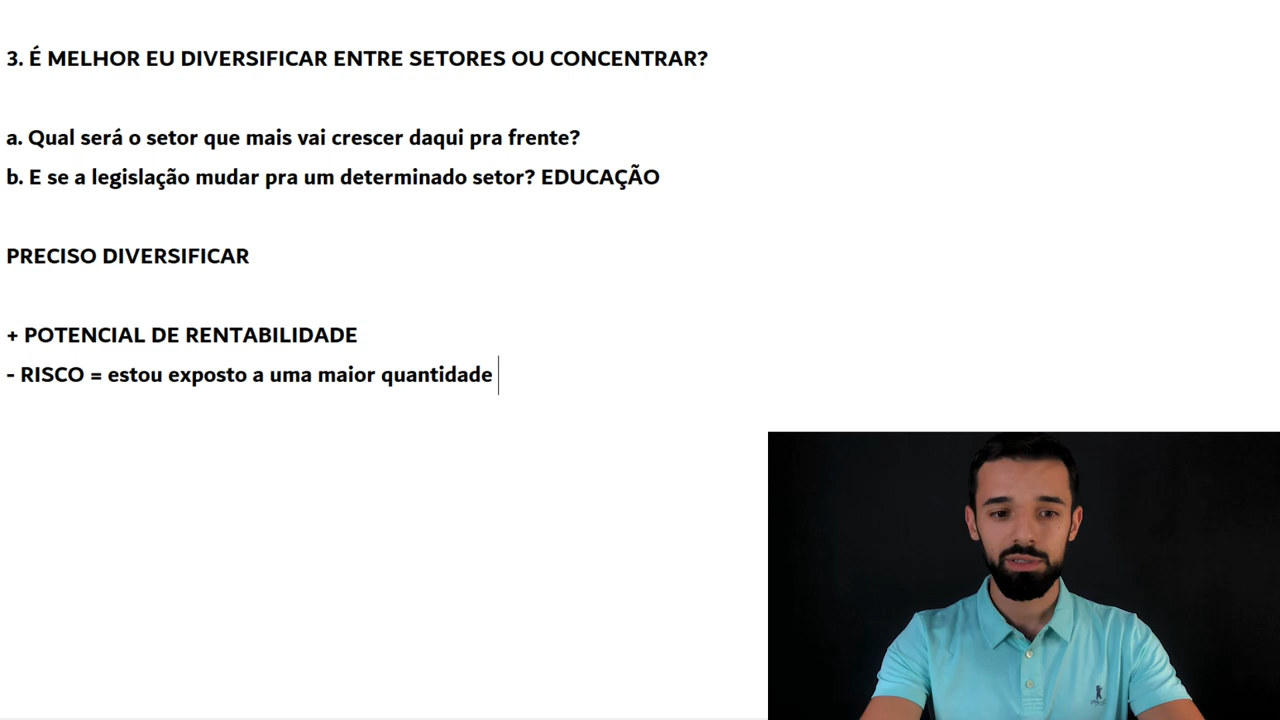 3. É MELHOR EU DIVERSIFICAR ENTRE SETORES OU CONCENTRAR?
a. Qual será o setor que mais vai crescer daqui pra frente?
b. E se a legislação mudar pra um determinado setor? EDUCAÇÃO
PRECISO DIVERSIFICAR
+ POTENCIAL DE RENTABILIDADE
- RISCO = estou exposto a uma maior quantidade